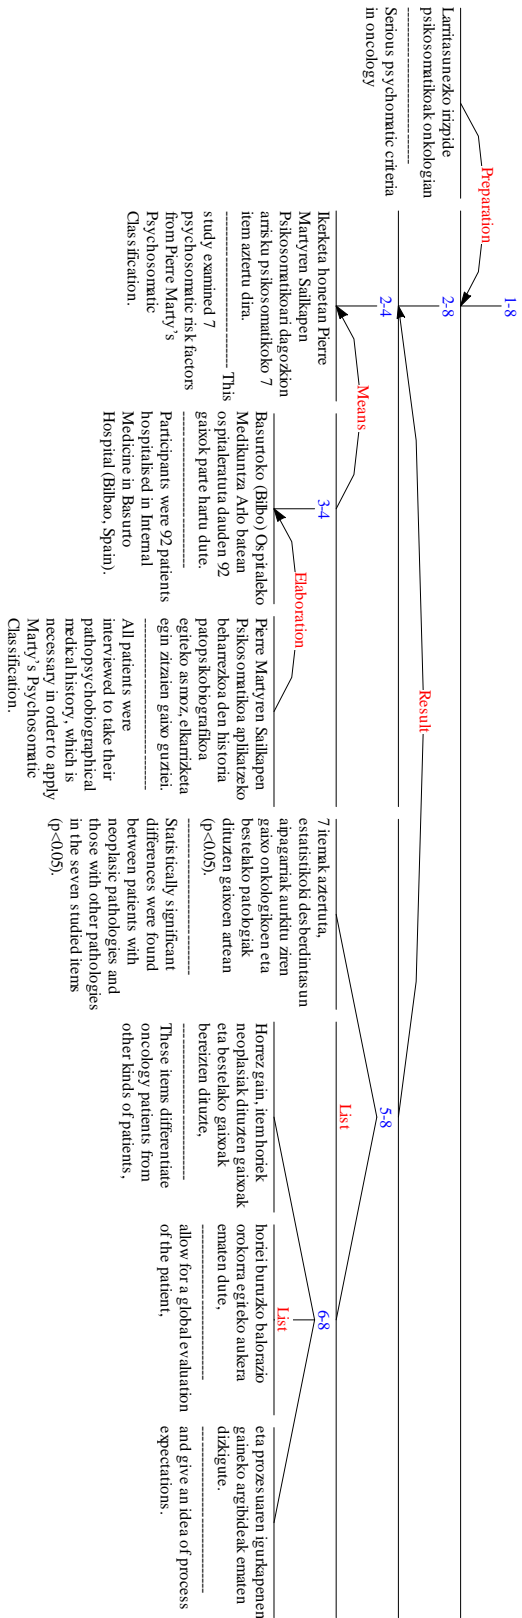 1-8
Preparation
2-8
Result
2-4
5-8
Means
List
3-4
6-8
Elaboration
List
Larritasunezko irizpide
psikosomatikoak onkologian
------------------------
Serious psychomatic criteria
in oncology
Ikerketa honetan Pierre
Martyren Sailkapen
Psikosomatikoari dagozkion
arrisku psikosomatikoko 7
item aztertu dira.
------------------------ This
study examined 7
psychosomatic risk factors
from Pierre Marty's
Psychosomatic
Classification.
Basurtoko (Bilbo) Ospitaleko
Medikuntza Arlo batean
ospitaleratuta dauden 92
gaixok parte hartu dute.
------------------------
Participants were 92 patients
hospitalised in Internal
Medicine in Basurto
Hospital (Bilbao, Spain).
Pierre Martyren Sailkapen
Psikosomatikoa aplikatzeko
beharrezkoa den historia
patopsikobiografikoa
egiteko asmoz, elkarrizketa
egin zitzaien gaixo guztiei.
------------------------
All patients were
interviewed to take their
pathopsychobiographical
medical history, which is
necessary in order to apply
Marty's Psychosomatic
Classification.
7 itemak aztertuta,
estatistikoki desberdintasun
aipagarriak aurkitu ziren
gaixo onkologikoen eta
bestelako patologiak
dituzten gaixoen artean
(p<0.05).
------------------------
Statistically significant
differences were found
between patients with
neoplasic pathologies and
those with other pathologies
in the seven studied items
(p<0.05).
Horrez gain, item horiek
neoplasiak dituzten gaixoak
eta bestelako gaixoak
bereizten dituzte,
------------------------
These items differentiate
oncology patients from
other kinds of patients,
horiei buruzko balorazio
orokorra egiteko aukera
ematen dute,
------------------------
allow for a global evaluation
of the patient,
eta prozesuaren igurkapenen
gaineko argibideak ematen
dizkigute.
------------------------
and give an idea of process
expectations.